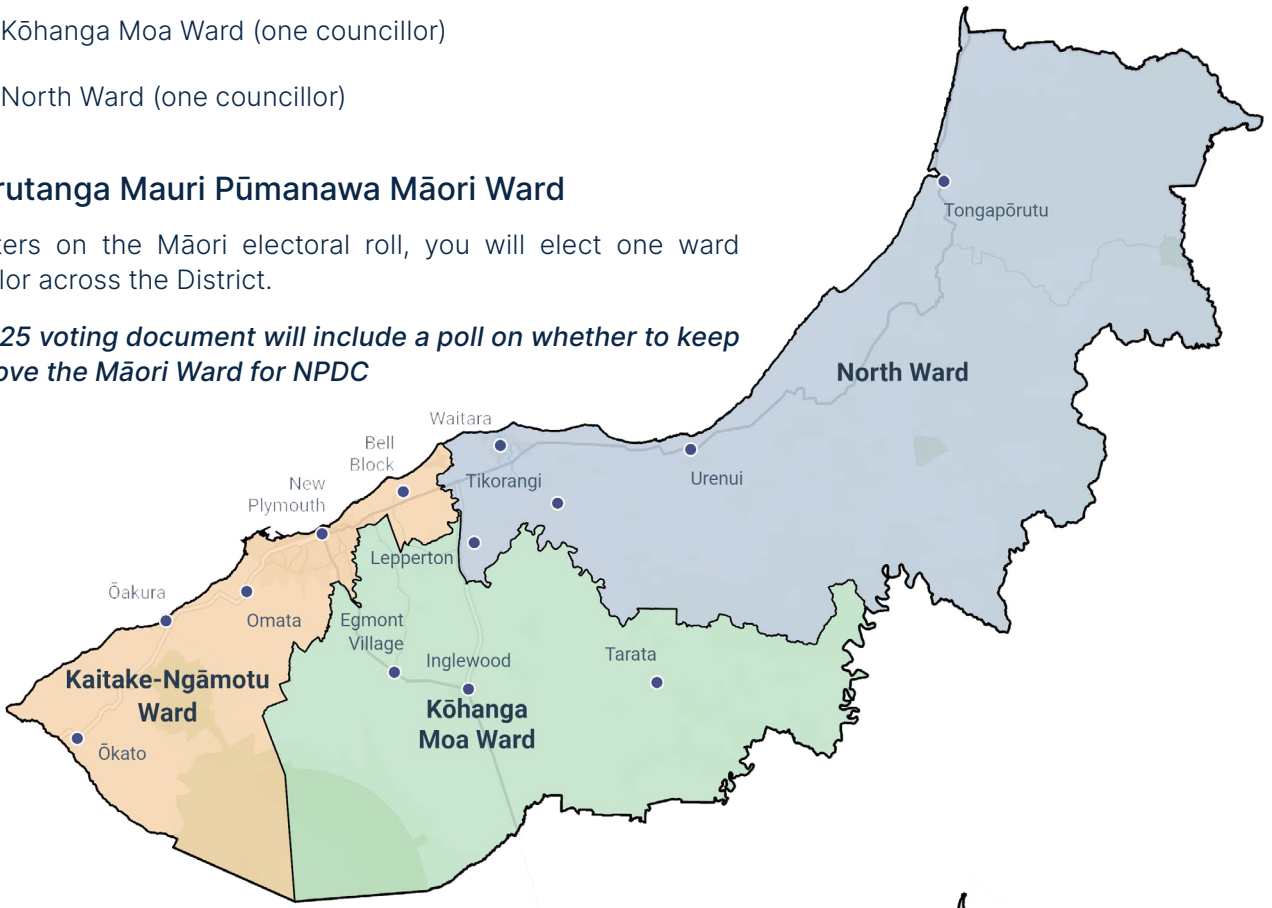 Kōhanga Moa Ward (one councillor)
North Ward (one councillor)
rutanga Mauri Pūmanawa Māori Ward
ters on the Māori electoral roll, you will elect one ward
lor across the District.
25 voting document will include a poll on whether to keep
ove the Māori Ward for NPDC
Tongapōrutu
North Ward
Waitara
Bell
Block
New
Plymouth
Tikorangi
Urenui
Lepperton
Ōakura
Omata
Egmont
Village
Inglewood
Tarata
Kaitake-Ngāmotu
Ward
Kōhanga
Moa Ward
Ōkato